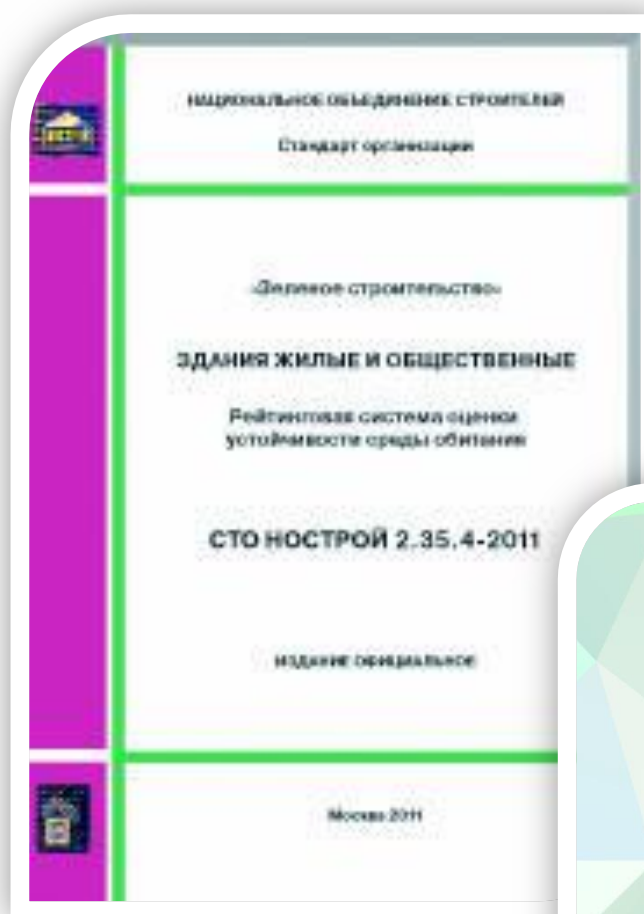 НАЦИОНАЛЬНОЕ ОБЪЕДИНЕНИЕ СТРОИТЕЛЕЙ
Стандарт организации
«Зеленое строительство»
ЗДАНИЯ ЖИЛЫЕ И ОБЩЕСТВЕННЫЕ
Рейтинговая система оценки
устойчивости среды обитания
СТО НОСТРОЙ 2.35.4-2011
ИЗДАНИЕ ОФИЦИАЛЬНОЕ
Москва 2011